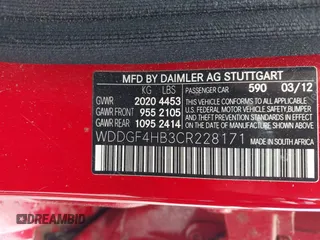 MFD BY DAIMLER AG STUTTGART
KG LBS PASSENGER CAR 590 03/12
GVWR 2020 4453
GAWR FRONT 955 2105
GAWR REAR 1095 2414
THIS VEHICLE CONFORMS TO ALL APPLICABLE
U.S. FEDERAL MOTOR VEHICLE SAFETY, BUMPER,
AND THEFT PREVENTION STANDARDS IN EFFECT
ON THE DATE OF MANUFACTURE SHOWN ABOVE.
WDDGF4HB3CR228171 MADE IN SOUTH AFRICA
DREAMBID